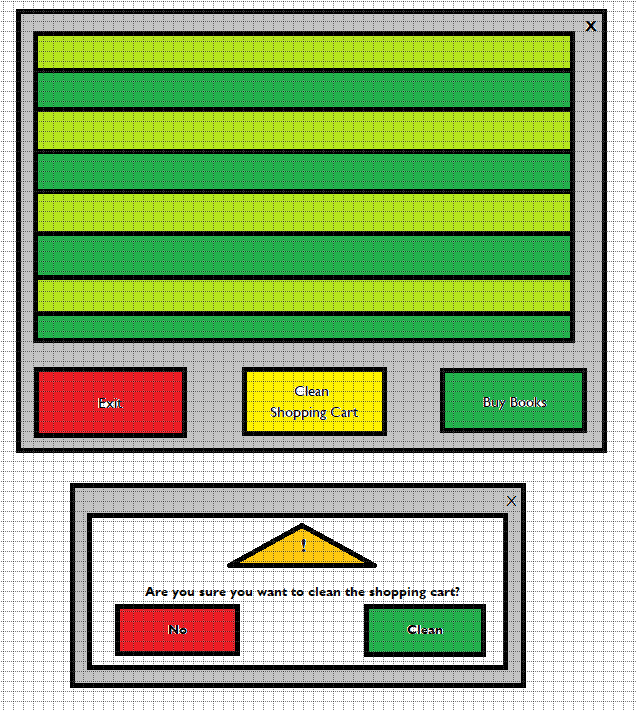 X
Exit
Clean
Shopping Cart
Buy Books
X
!
Are you sure you want to clean the shopping cart?
No
Clean